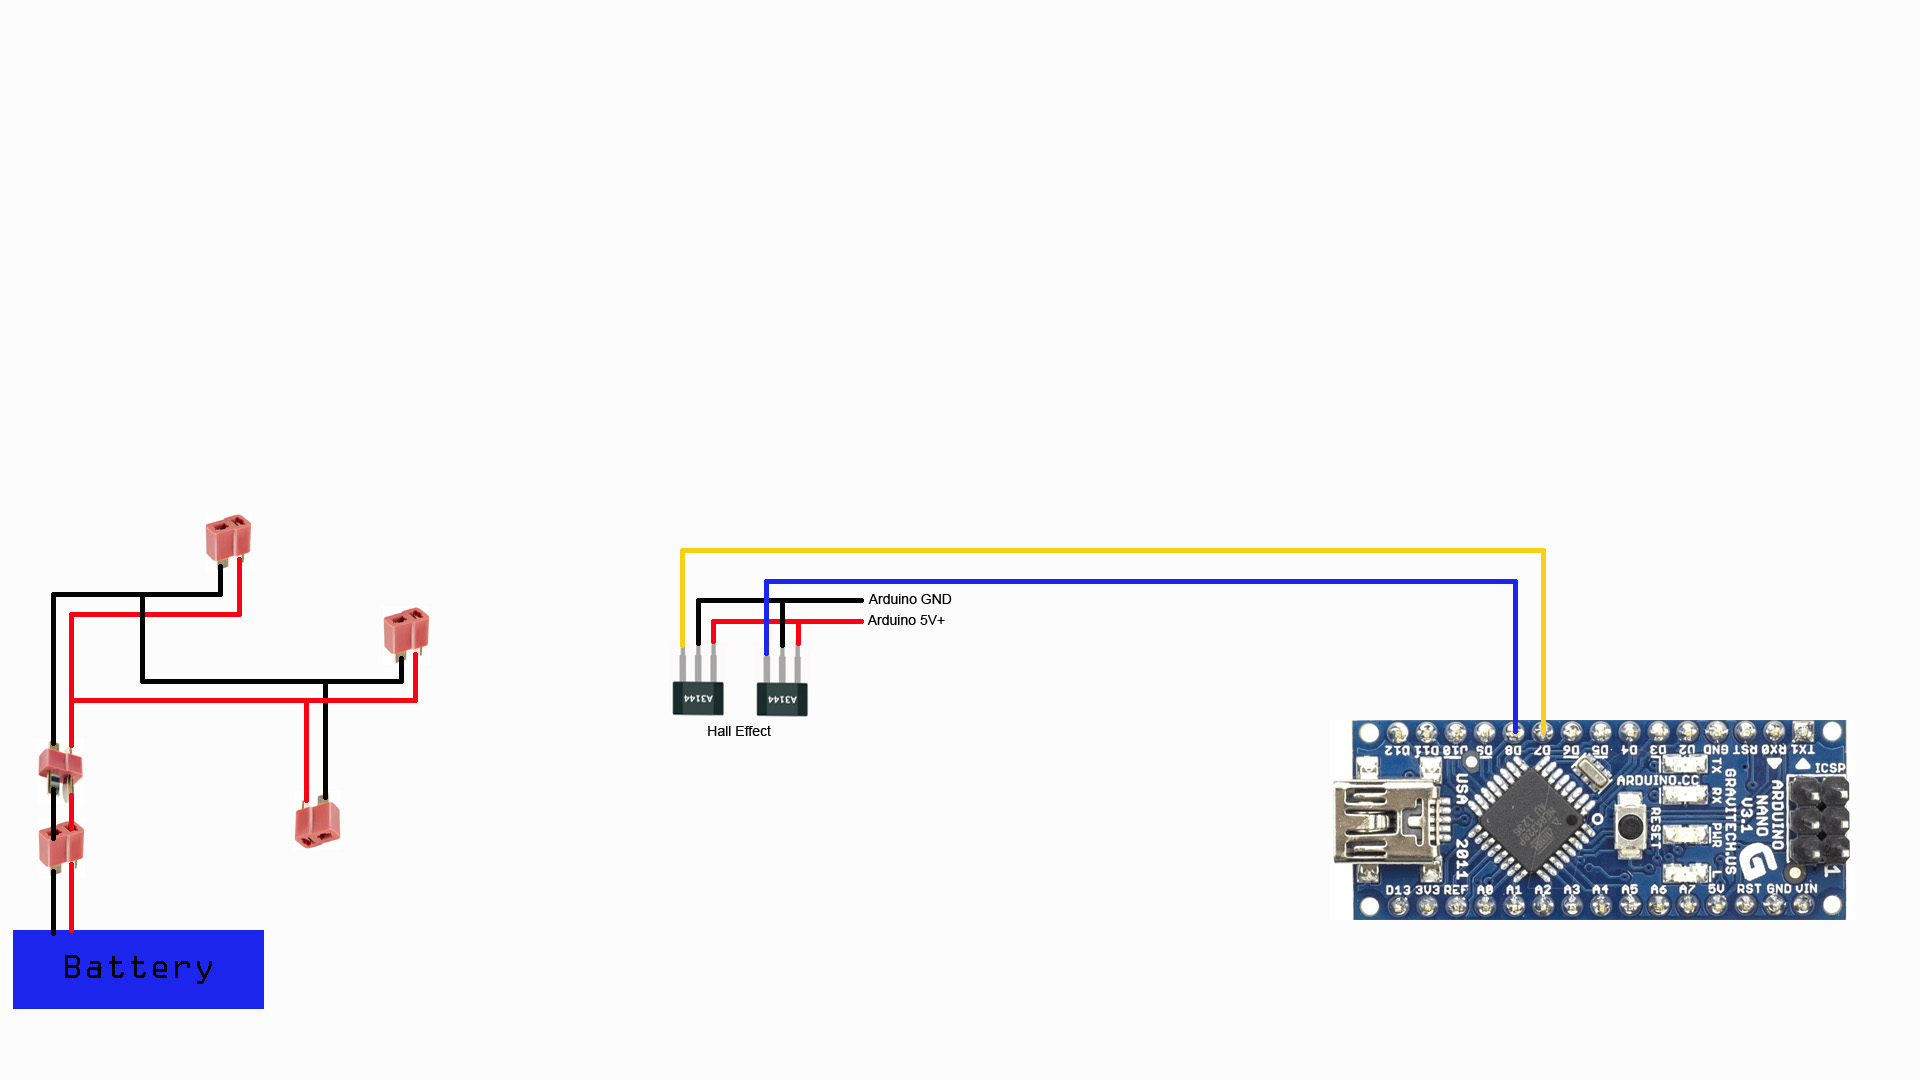 Arduino GND
Arduino 5V+
A3144
A3144
Hall Effect
D12 D11 D10 D9 D8 D7 D6 D5 D4 D3 D2 GND RST RX0 TX1
USA
2011
ARDUINO.CC
RESET
TX
RX
PWR
L
GRAVITECH.US
ARDUINO
NANO
V3.1
ICSP
1
D13 3V3 REF A0 A1 A2 A3 A4 A5 A6 A7 5V RST GND VIN
Battery